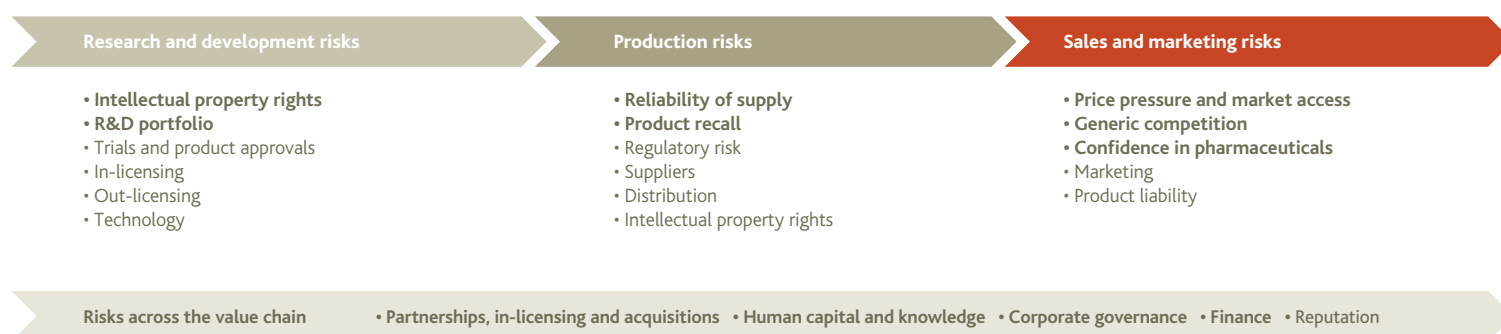 Research and development risks
• Intellectual property rights
• R&D portfolio
• Trials and product approvals
• In-licensing
• Out-licensing
• Technology
Production risks
• Reliability of supply
• Product recall
• Regulatory risk
• Suppliers
• Distribution
• Intellectual property rights
Sales and marketing risks
• Price pressure and market access
• Generic competition
• Confidence in pharmaceuticals
• Marketing
• Product liability
Risks across the value chain • Partnerships, in-licensing and acquisitions • Human capital and knowledge • Corporate governance • Finance • Reputation